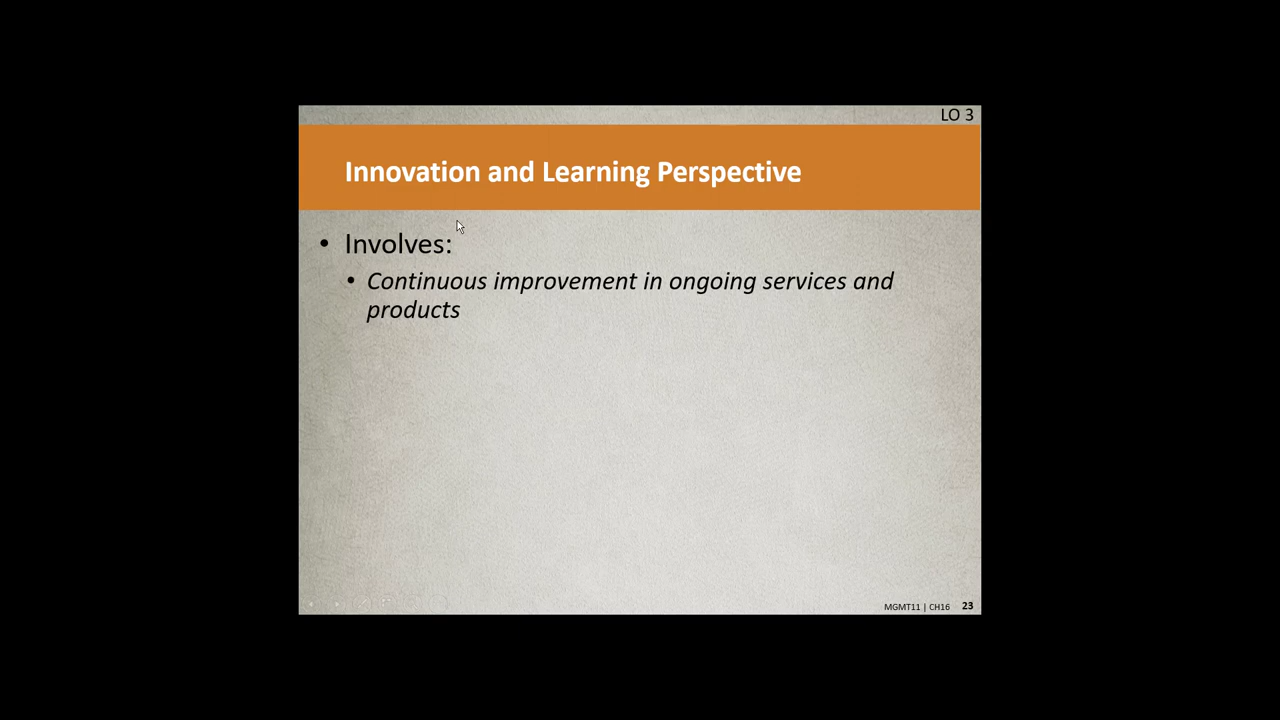 LO 3
Innovation and Learning Perspective
• Involves:
• Continuous improvement in ongoing services and
products
MGMT11 | CH16 23